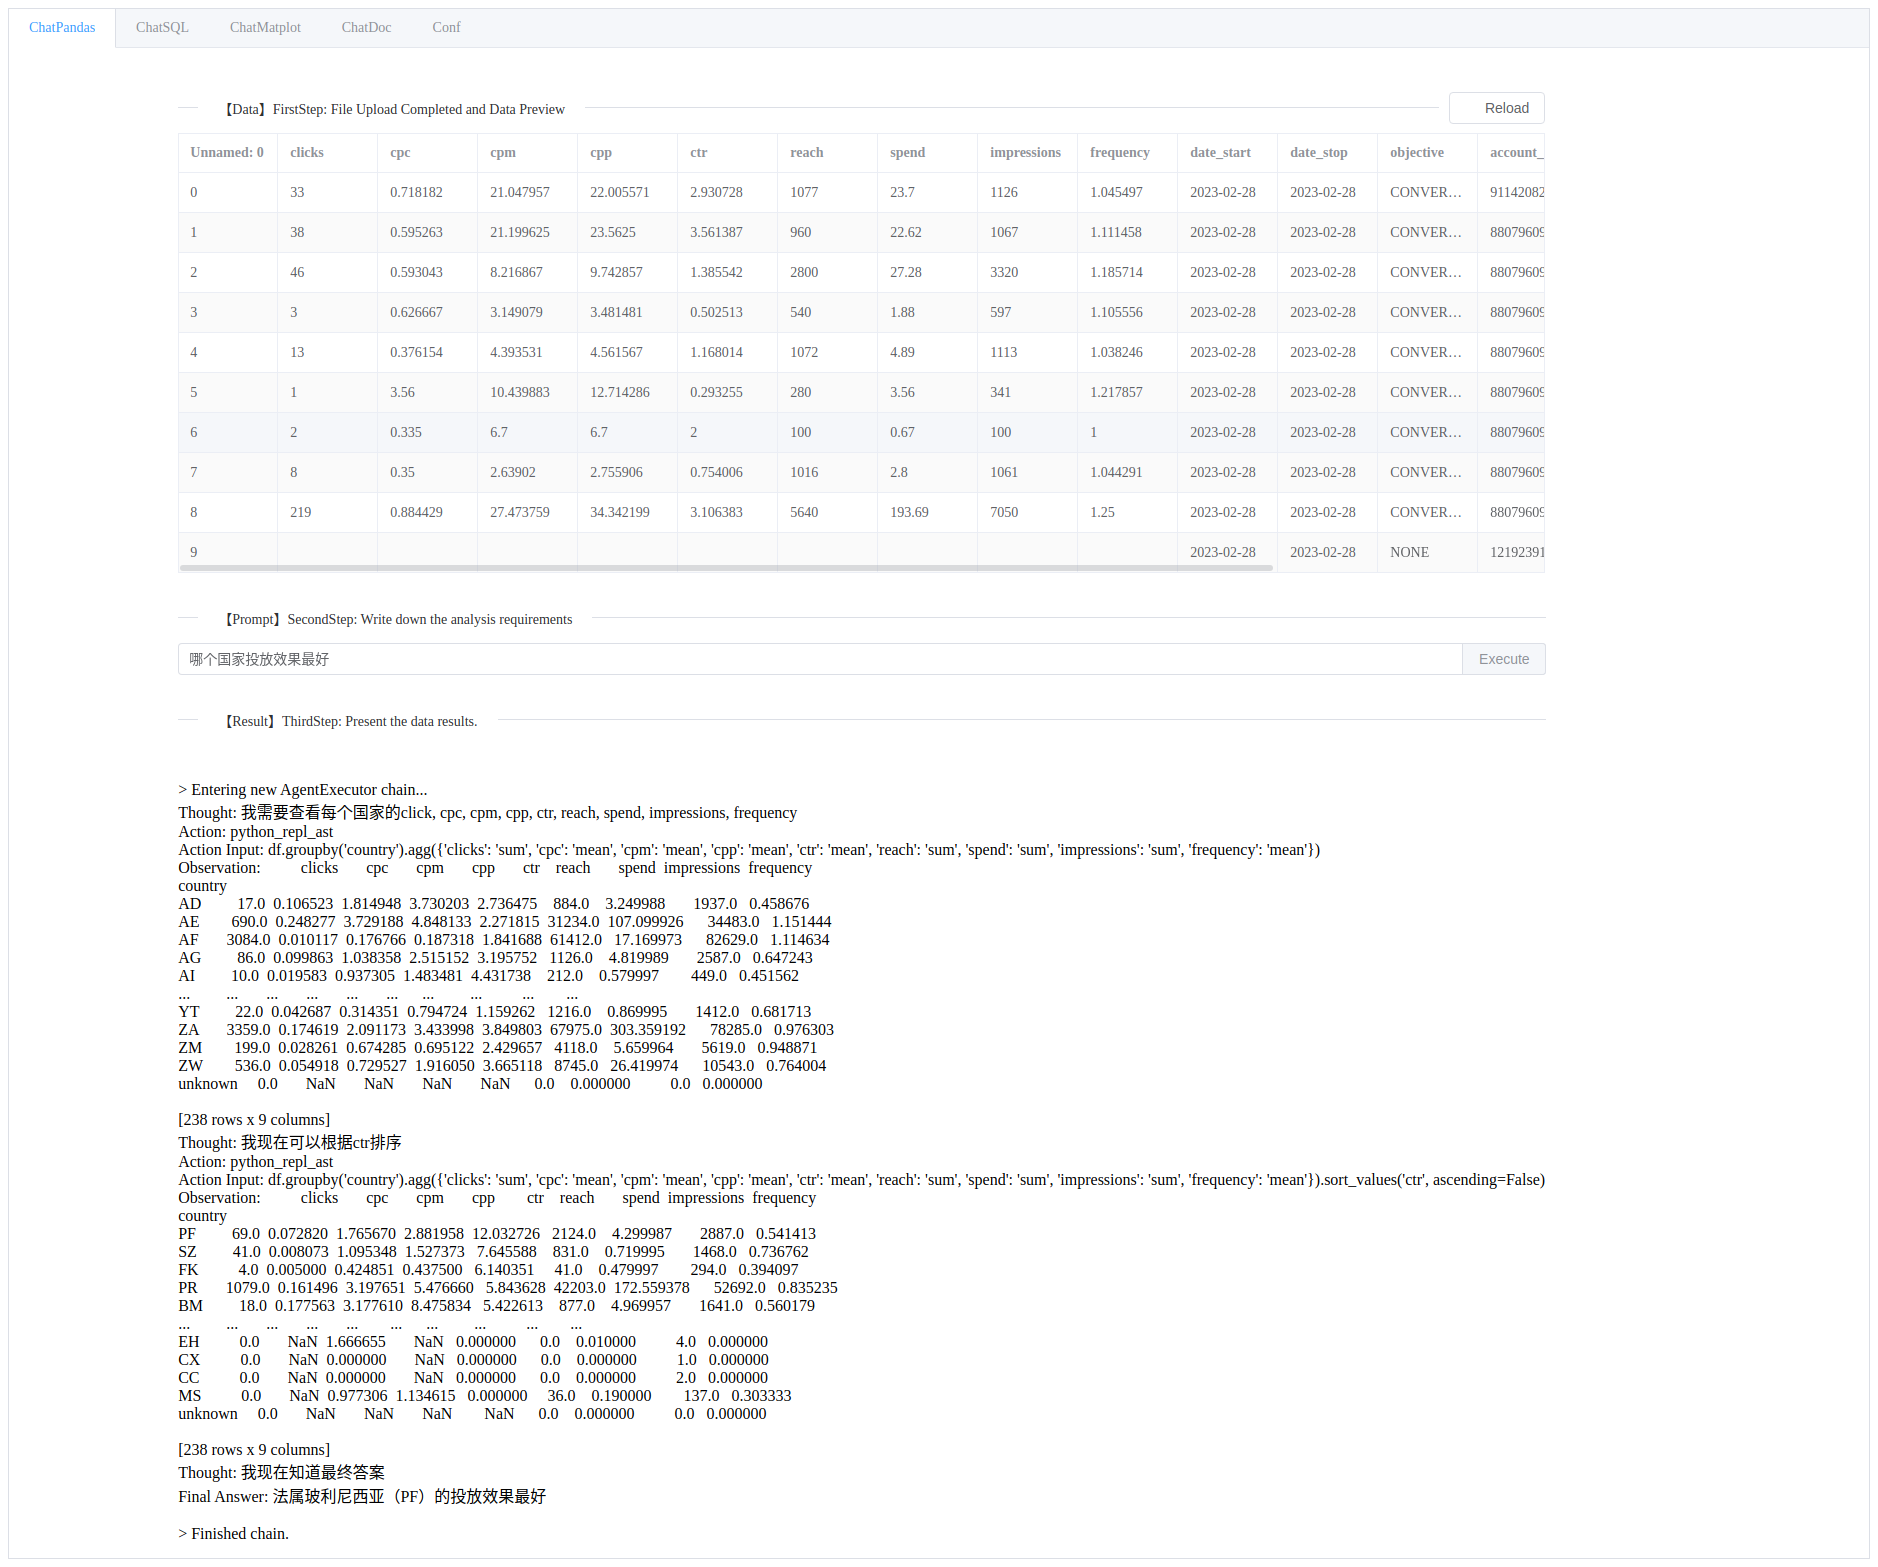 ChatPandas ChatSQL ChatMatplot ChatDoc Conf
【Data】FirstStep: File Upload Completed and Data Preview Reload
Unnamed: 0 clicks cpc cpm cpp ctr reach spend impressions frequency date_start date_stop objective account_
0 33 0.718182 21.047957 22.005571 2.930728 1077 23.7 1126 1.045497 2023-02-28 2023-02-28 CONVER... 91142082
1 38 0.595263 21.199625 23.5625 3.561387 960 22.62 1067 1.111458 2023-02-28 2023-02-28 CONVER... 88079609
2 46 0.593043 8.216867 9.742857 1.385542 2800 27.28 3320 1.185714 2023-02-28 2023-02-28 CONVER... 88079609
3 3 0.626667 3.149079 3.481481 0.502513 540 1.88 597 1.105556 2023-02-28 2023-02-28 CONVER... 88079609
4 13 0.376154 4.393531 4.561567 1.168014 1072 4.89 1113 1.038246 2023-02-28 2023-02-28 CONVER... 88079609
5 1 3.56 10.439883 12.714286 0.293255 280 3.56 341 1.217857 2023-02-28 2023-02-28 CONVER... 88079609
6 2 0.335 6.7 6.7 2 100 0.67 100 1 2023-02-28 2023-02-28 CONVER... 88079609
7 8 0.35 2.63902 2.755906 0.754006 1016 2.8 1061 1.044291 2023-02-28 2023-02-28 CONVER... 88079609
8 219 0.884429 27.473759 34.342199 3.106383 5640 193.69 7050 1.25 2023-02-28 2023-02-28 CONVER... 88079609
9 2023-02-28 2023-02-28 NONE 12192391
【Prompt】SecondStep: Write down the analysis requirements
哪个国家投放效果最好 Execute
【Result】ThirdStep: Present the data results.
> Entering new AgentExecutor chain...
Thought: 我需要查看每个国家的click, cpc, cpm, cpp, ctr, reach, spend, impressions, frequency
Action: python_repl_ast
Action Input: df.groupby('country').agg({'clicks': 'sum', 'cpc': 'mean', 'cpm': 'mean', 'cpp': 'mean', 'ctr': 'mean', 'reach': 'sum', 'spend': 'sum', 'impressions': 'sum', 'frequency': 'mean'})
Observation: clicks cpc cpm cpp ctr reach spend impressions frequency
country
AD 17.0 0.106523 1.814948 3.730203 2.736475 884.0 3.249988 1937.0 0.458676
AE 690.0 0.248277 3.729188 4.848133 2.271815 31234.0 107.099926 34483.0 1.151444
AF 3084.0 0.010117 0.176766 0.187318 1.841688 61412.0 17.169973 82629.0 1.114634
AG 86.0 0.099863 1.038358 2.515152 3.195752 1126.0 4.819989 2587.0 0.647243
AI 10.0 0.019583 0.937305 1.483481 4.431738 212.0 0.579997 449.0 0.451562
... ... ... ... ... ... ... ... ... ...
YT 22.0 0.042687 0.314351 0.794724 1.159262 1216.0 0.869995 1412.0 0.681713
ZA 3359.0 0.174619 2.091173 3.433998 3.849803 67975.0 303.359192 78285.0 0.976303
ZM 199.0 0.028261 0.674285 0.695122 2.429657 4118.0 5.659964 5619.0 0.948871
ZW 536.0 0.054918 0.729527 1.916050 3.665118 8745.0 26.419974 10543.0 0.764004
unknown 0.0 NaN NaN NaN NaN 0.0 0.000000 0.0 0.000000
[238 rows x 9 columns]
Thought: 我现在可以根据ctr排序
Action: python_repl_ast
Action Input: df.groupby('country').agg({'clicks': 'sum', 'cpc': 'mean', 'cpm': 'mean', 'cpp': 'mean', 'ctr': 'mean', 'reach': 'sum', 'spend': 'sum', 'impressions': 'sum', 'frequency': 'mean'}).sort_values('ctr', ascending=False)
Observation: clicks cpc cpm cpp ctr reach spend impressions frequency
country
PF 69.0 0.072820 1.765670 2.881958 12.032726 2124.0 4.299987 2887.0 0.541413
SZ 41.0 0.008073 1.095348 1.527373 7.645588 831.0 0.719995 1468.0 0.736762
FK 4.0 0.005000 0.424851 0.437500 6.140351 41.0 0.479997 294.0 0.394097
PR 1079.0 0.161496 3.197651 5.476660 5.843628 42203.0 172.559378 52692.0 0.835235
BM 18.0 0.177563 3.177610 8.475834 5.422613 877.0 4.969957 1641.0 0.560179
... ... ... ... ... ... ... ... ... ...
EH 0.0 NaN 1.666655 NaN 0.000000 0.0 0.010000 4.0 0.000000
CX 0.0 NaN 0.000000 NaN 0.000000 0.0 0.000000 1.0 0.000000
CC 0.0 NaN 0.000000 NaN 0.000000 0.0 0.000000 2.0 0.000000
MS 0.0 NaN 0.977306 1.134615 0.000000 36.0 0.190000 137.0 0.303333
unknown 0.0 NaN NaN NaN NaN 0.0 0.000000 0.0 0.000000
[238 rows x 9 columns]
Thought: 我现在知道最终答案
Final Answer: 法属玻利尼西亚（PF）的投放效果最好
> Finished chain.